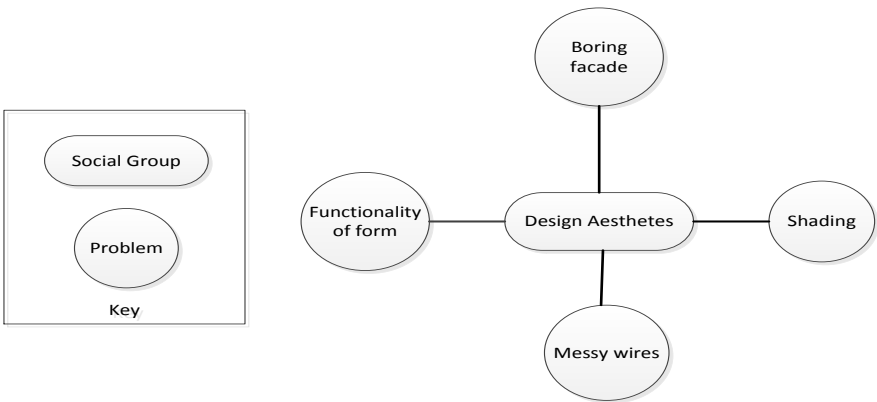 Boring
facade
Social Group
Functionality
of form
Design Aesthetes
Shading
Problem
Key
Messy wires